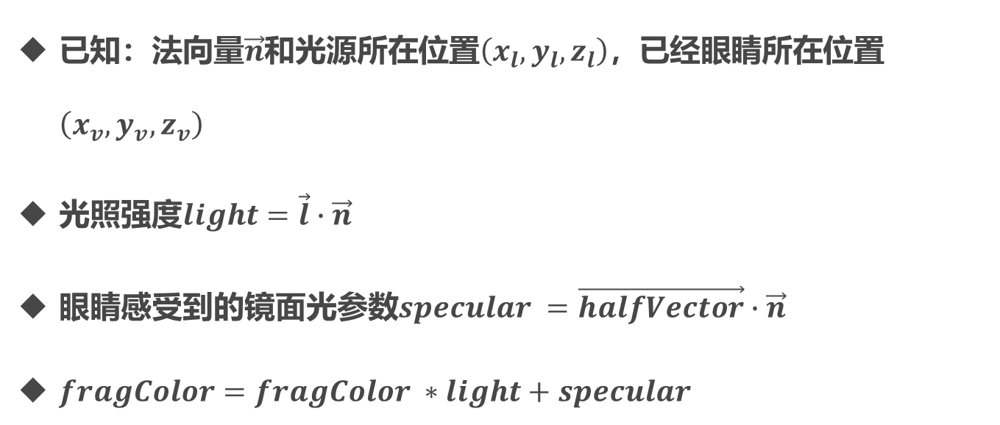 ◆ 已知：法向量$\vec{n}$和光源所在位置$(x_l, y_l, z_l)$，已经眼睛所在位置
$(x_v, y_v, z_v)$
◆ 光照强度$light = \vec{l} \cdot \vec{n}$
◆ 眼睛感受到的镜面光参数$specular = \overrightarrow{halfVector} \cdot \vec{n}$
◆ $fragColor = fragColor * light + specular$